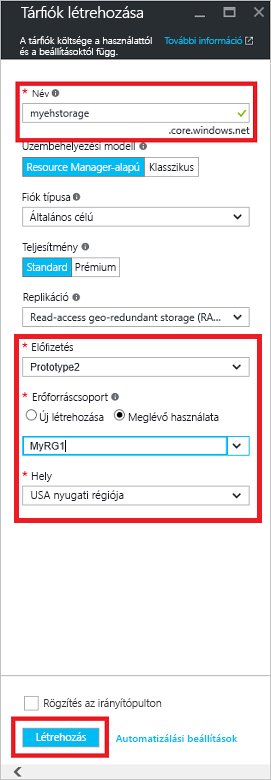 Tárfiók létrehozása
A tárfiók költsége a használattól
és a beállításoktól függ.
További információ
* Név
myehstorage
.core.windows.net
Üzembehelyezési modell
Resource Manager-alapú Klasszikus
Fiók típusa
Általános célú
Teljesítmény
Standard Prémium
Replikáció
Read-access geo-redundant storage (RA...
* Előfizetés
Prototype2
* Erőforráscsoport
Új létrehozása Meglévő használata
MyRG1
* Hely
USA nyugati régiója
Rögzítés az irányítópulton
Létrehozás Automatizálási beállítások